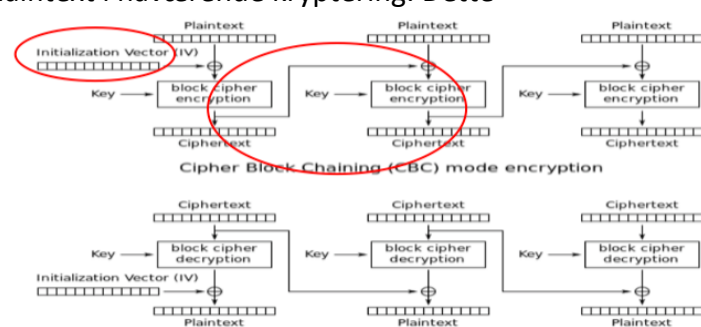 kryptering. Dette
Plaintext Plaintext Plaintext
Initialization Vector (IV)
Key block cipher encryption Key block cipher encryption Key block cipher encryption
Ciphertext Ciphertext Ciphertext
Cipher Block Chaining (CBC) mode encryption
Ciphertext Ciphertext Ciphertext
Key block cipher decryption Key block cipher decryption Key block cipher decryption
Initialization Vector (IV)
Plaintext Plaintext Plaintext